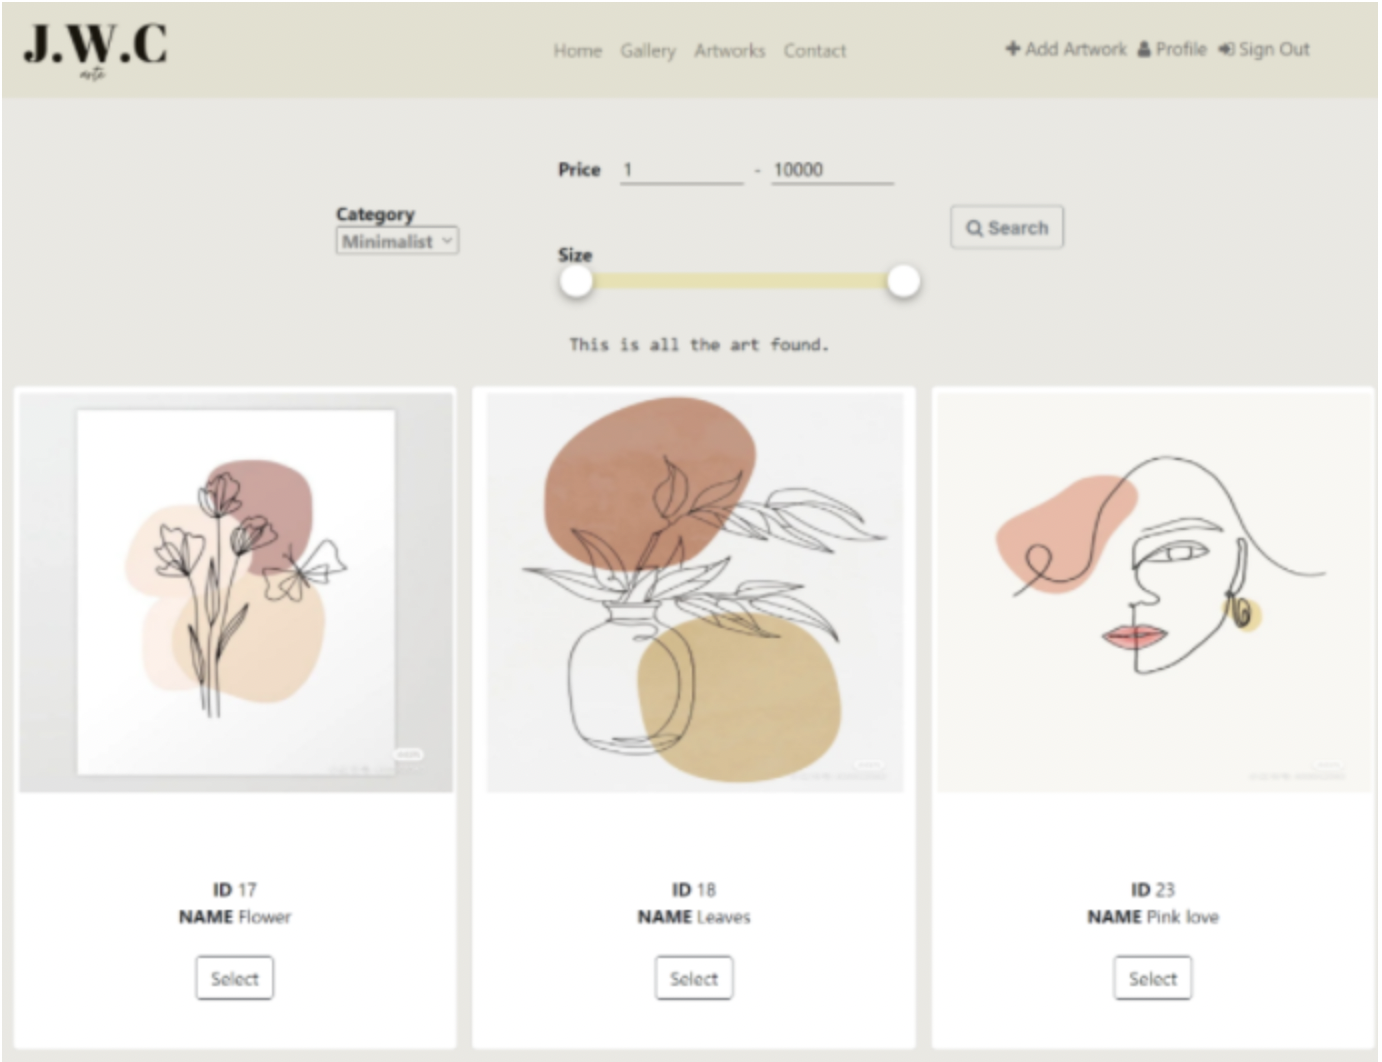 J.W.C
arte
Home Gallery Artworks Contact
Add Artwork Profile Sign Out
Price 1 - 10000
Category
Minimalist
Search
Size
This is all the art found.
ID 17
NAME Flower
Select
ID 18
NAME Leaves
Select
ID 23
NAME Pink love
Select